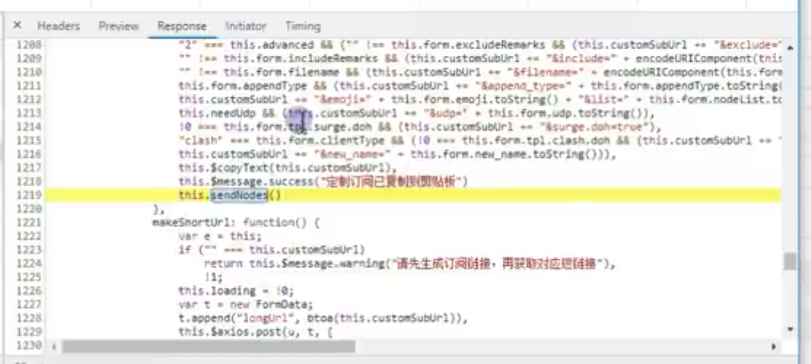 Headers Preview Response Initiator Timing
1208 "2" === this.advanced && ("" !== this.form.excludeRemarks && (this.customSubUrl += "&exclude="
1209 "" !== this.form.includeRemarks && (this.customSubUrl += "&include=" + encodeURIComponent(this
1210 "" !== this.form.filename && (this.customSubUrl += "&filename=" + encodeURIComponent(this.form
1211 this.form.appendType && (this.customSubUrl += "&append_type=" + this.form.appendType.toString(
1212 this.customSubUrl += "&emoji=" + this.form.emoji.toString() + "&list=" + this.form.nodeList.to
1213 this.needUdp && (this.customSubUrl += "&udp=" + this.form.udp.toString()),
1214 !0 === this.form.tpl.surge.doh && (this.customSubUrl += "&surge.doh=true"),
1215 "clash" === this.form.clientType && (!0 === this.form.tpl.clash.doh && (this.customSubUrl += "
1216 this.customSubUrl += "&new_name=" + this.form.new_name.toString())),
1217 this.$copyText(this.customSubUrl),
1218 this.$message.success("定制订阅已复制到剪贴板")
1219 this.sendNodes()
1220 },
1221 makeShortUrl: function() {
1222 var e = this;
1223 if ("" === this.customSubUrl)
1224 return this.$message.warning("请先生成订阅链接，再获取对应短链接"),
1225 !1;
1226 this.loading = !0;
1227 var t = new FormData;
1228 t.append("longUrl", btoa(this.customSubUrl)),
1229 this.$axios.post(u, t, {
1230